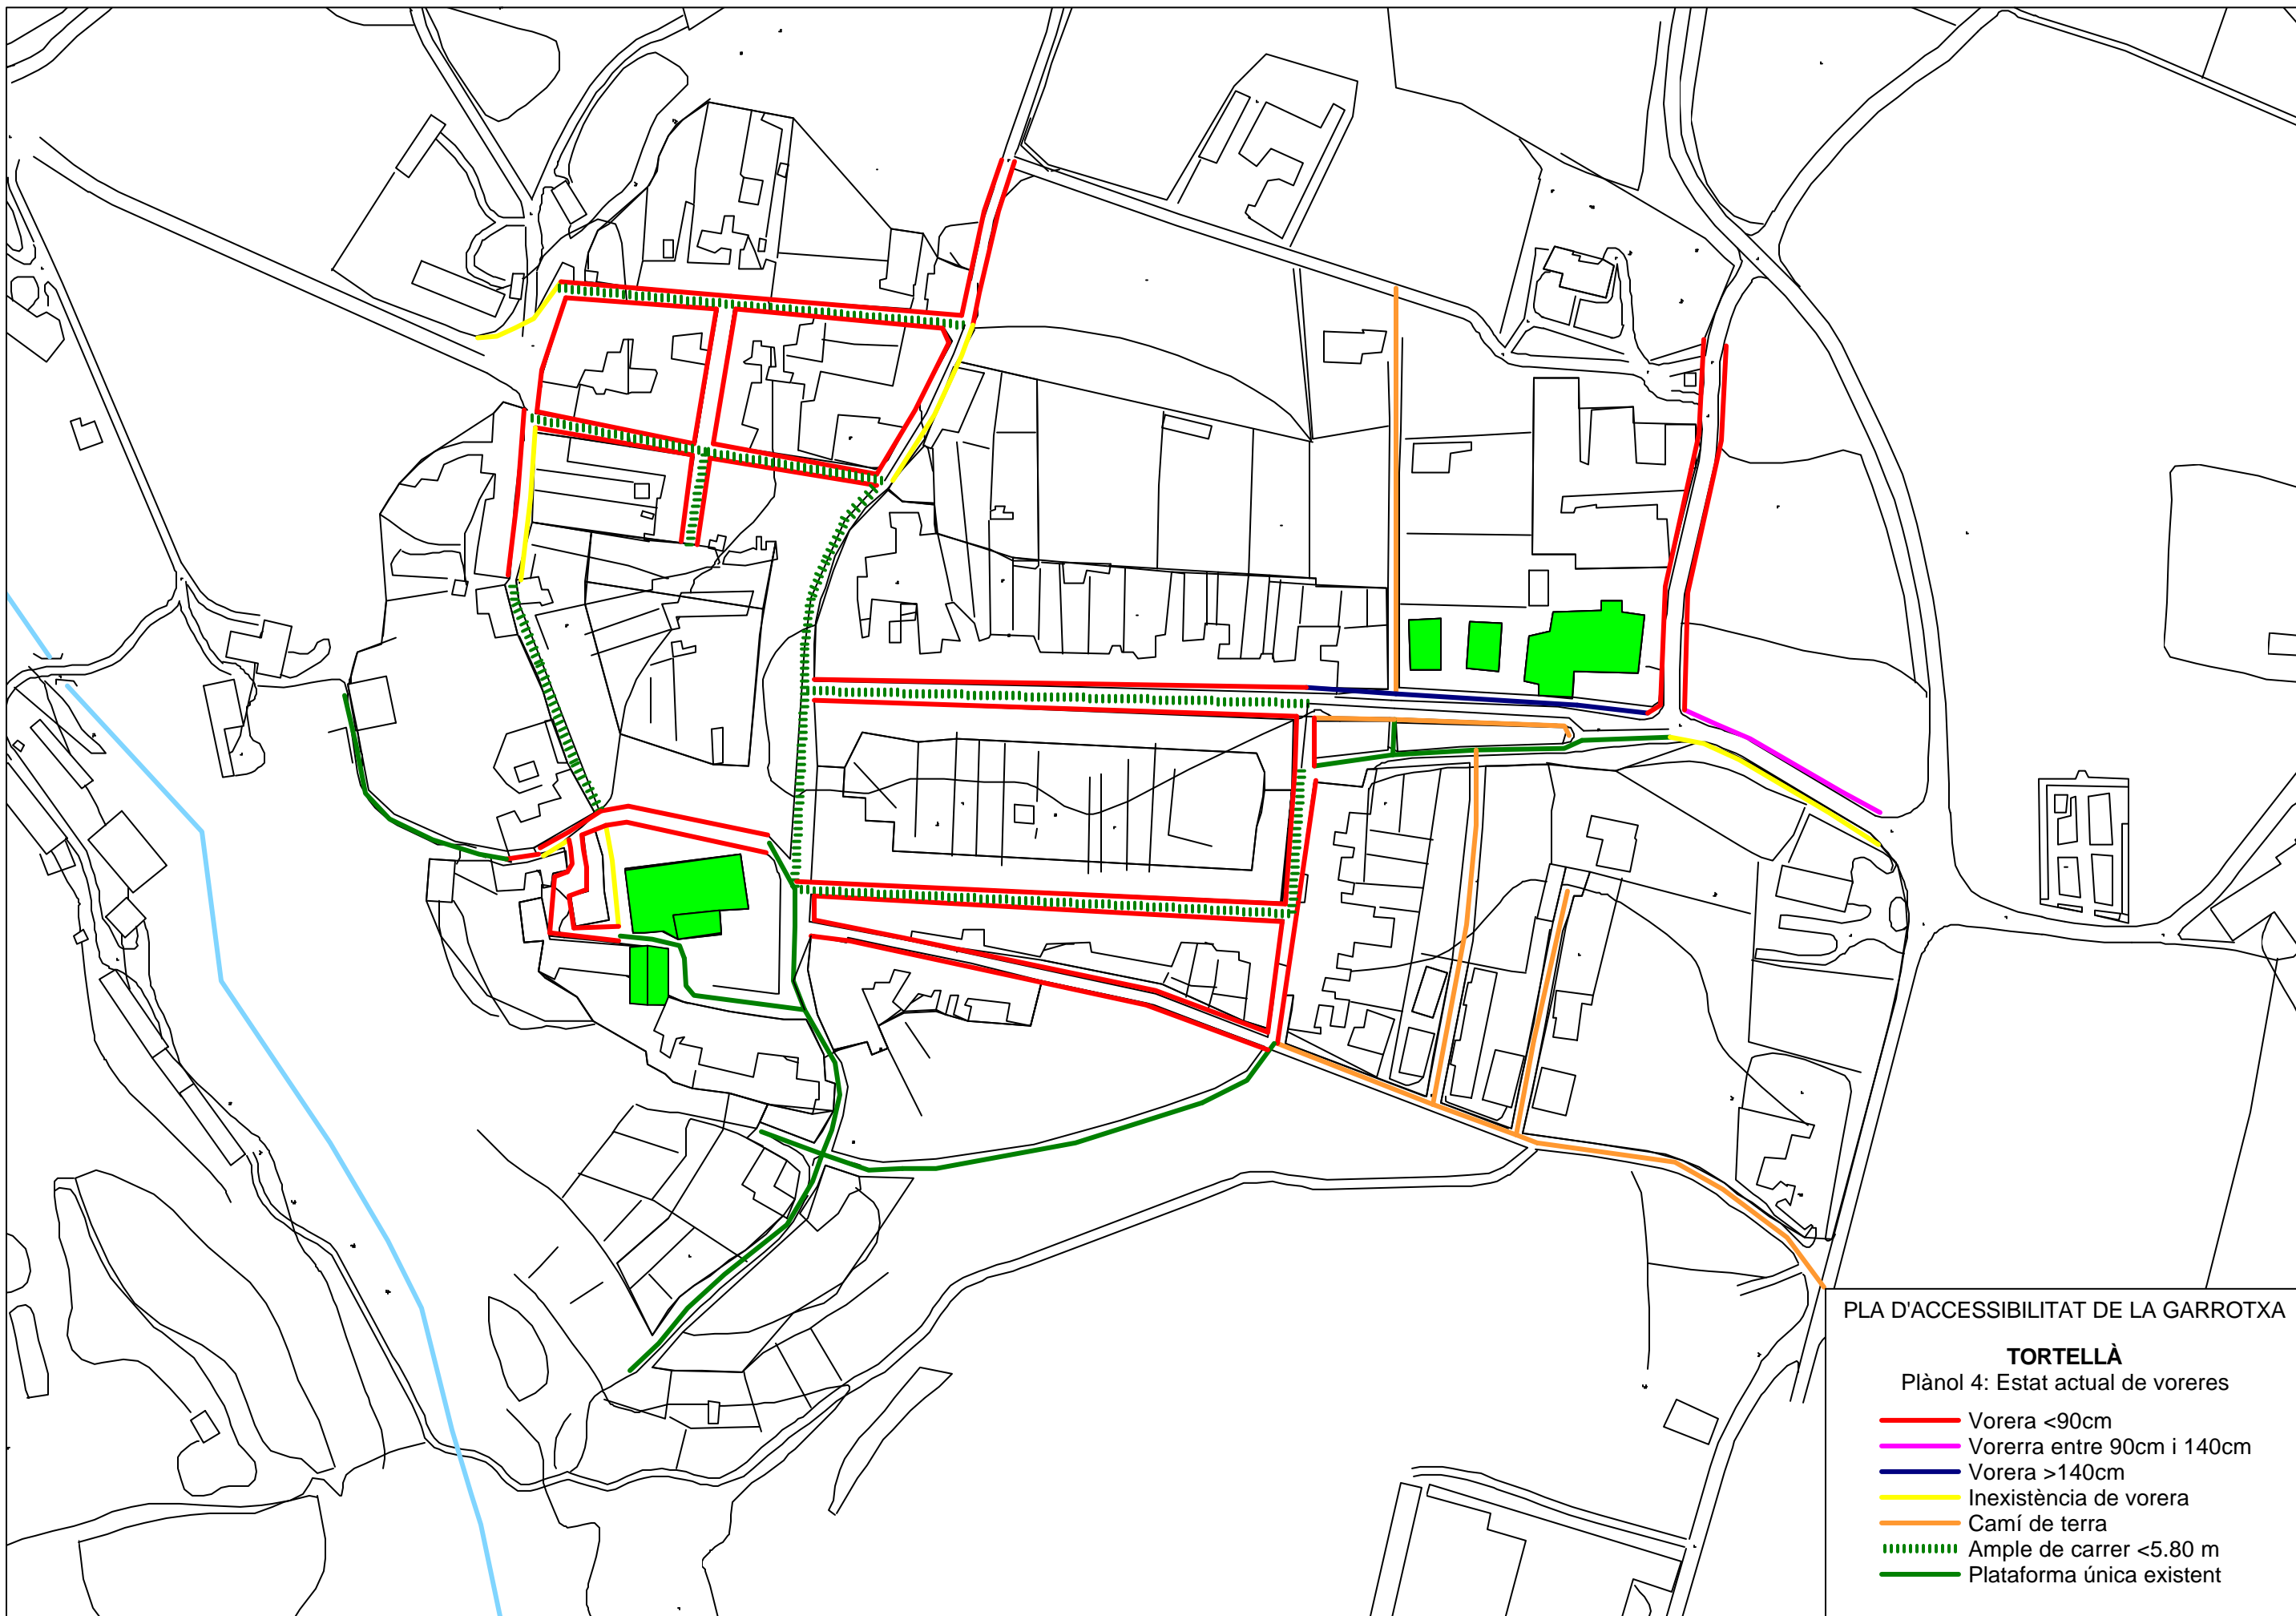 PLA D'ACCESSIBILITAT DE LA GARROTXA
TORTELLÀ
Plànol 4: Estat actual de voreres
Vorera <90cm
Vorerra entre 90cm i 140cm
Vorera >140cm
Inexistència de vorera
Camí de terra
Ample de carrer <5.80 m
Plataforma única existent